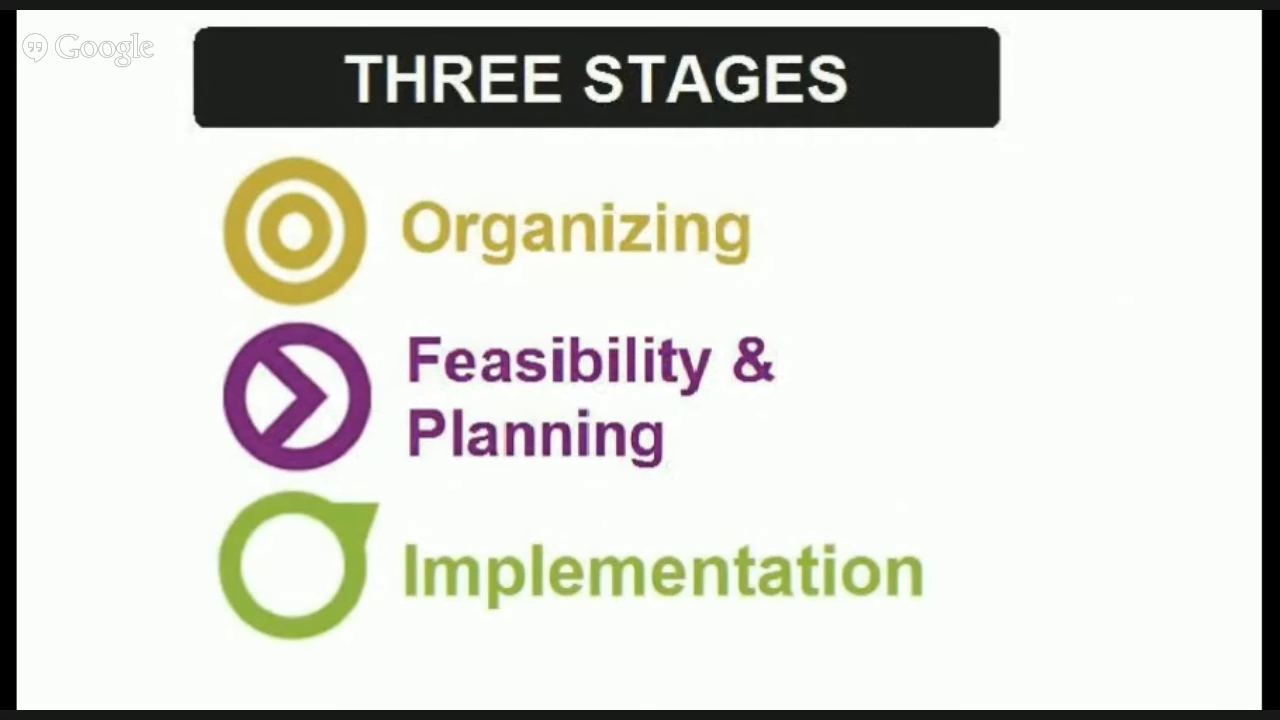 Google
THREE STAGES
Organizing
Feasibility &
Planning
Implementation